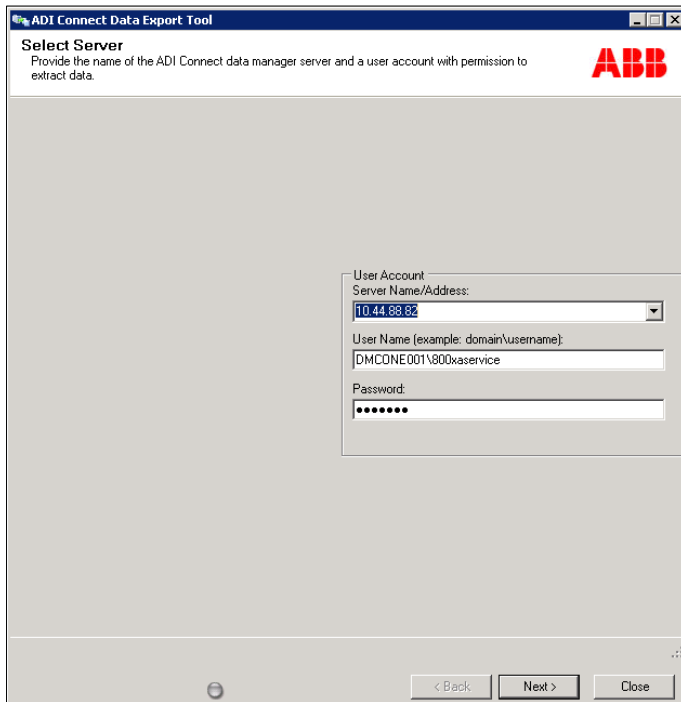 ADI Connect Data Export Tool
Select Server
Provide the name of the ADI Connect data manager server and a user account with permission to
extract data.
ABB
User Account
Server Name/Address:
10.44.88.82
User Name (example: domain\username):
DMCONE001\800xaservice
Password:
•••••••
< Back
Next >
Close